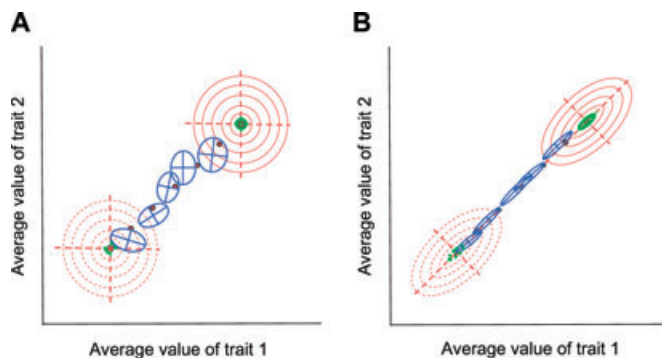 A
B
Average value of trait 2
Average value of trait 2
Average value of trait 1
Average value of trait 1